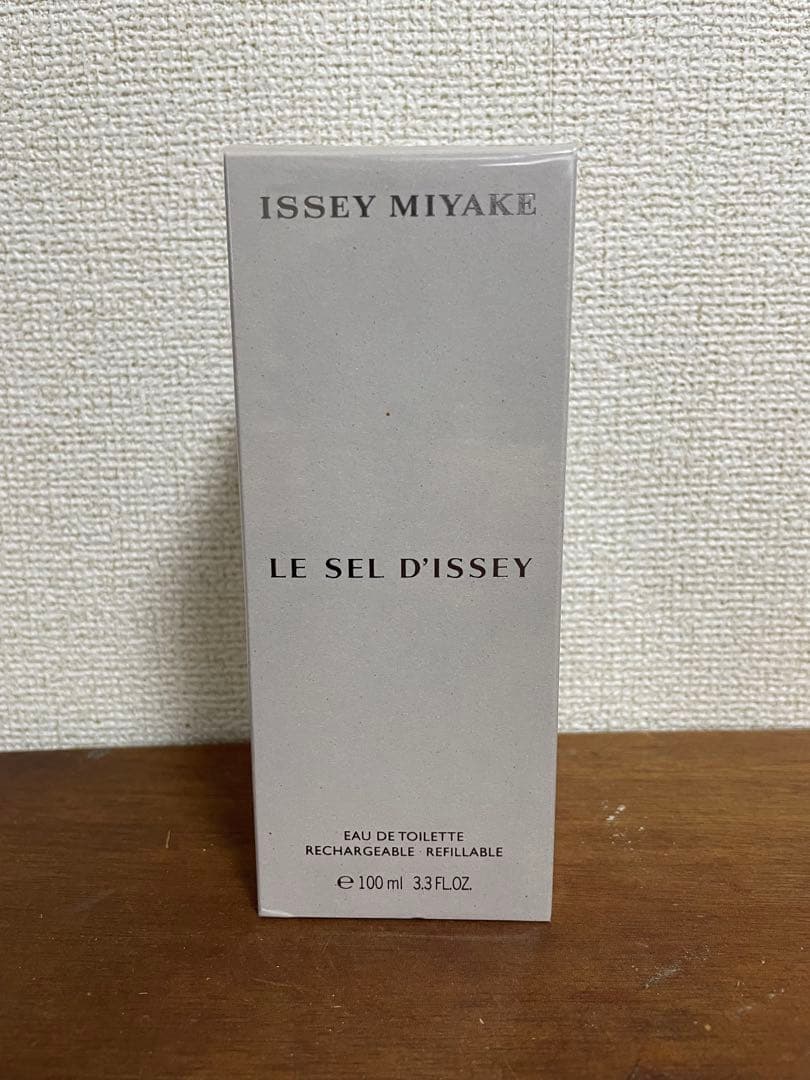 ISSEY MIYAKE
LE SEL D'ISSEY
EAU DE TOILETTE
RECHARGEABLE · REFILLABLE
℮ 100 ml 3.3 FL.OZ.